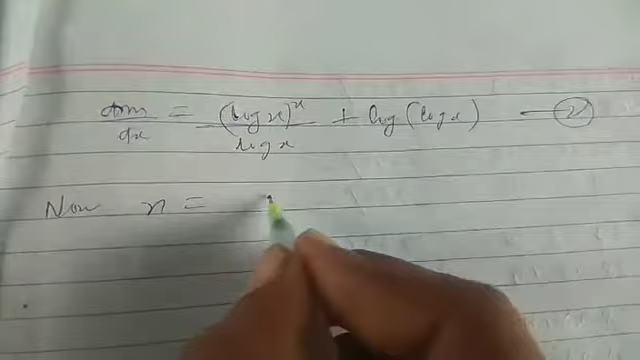 dm/dx = (log x)^x / log x + log (log x) — (2)
Now n =